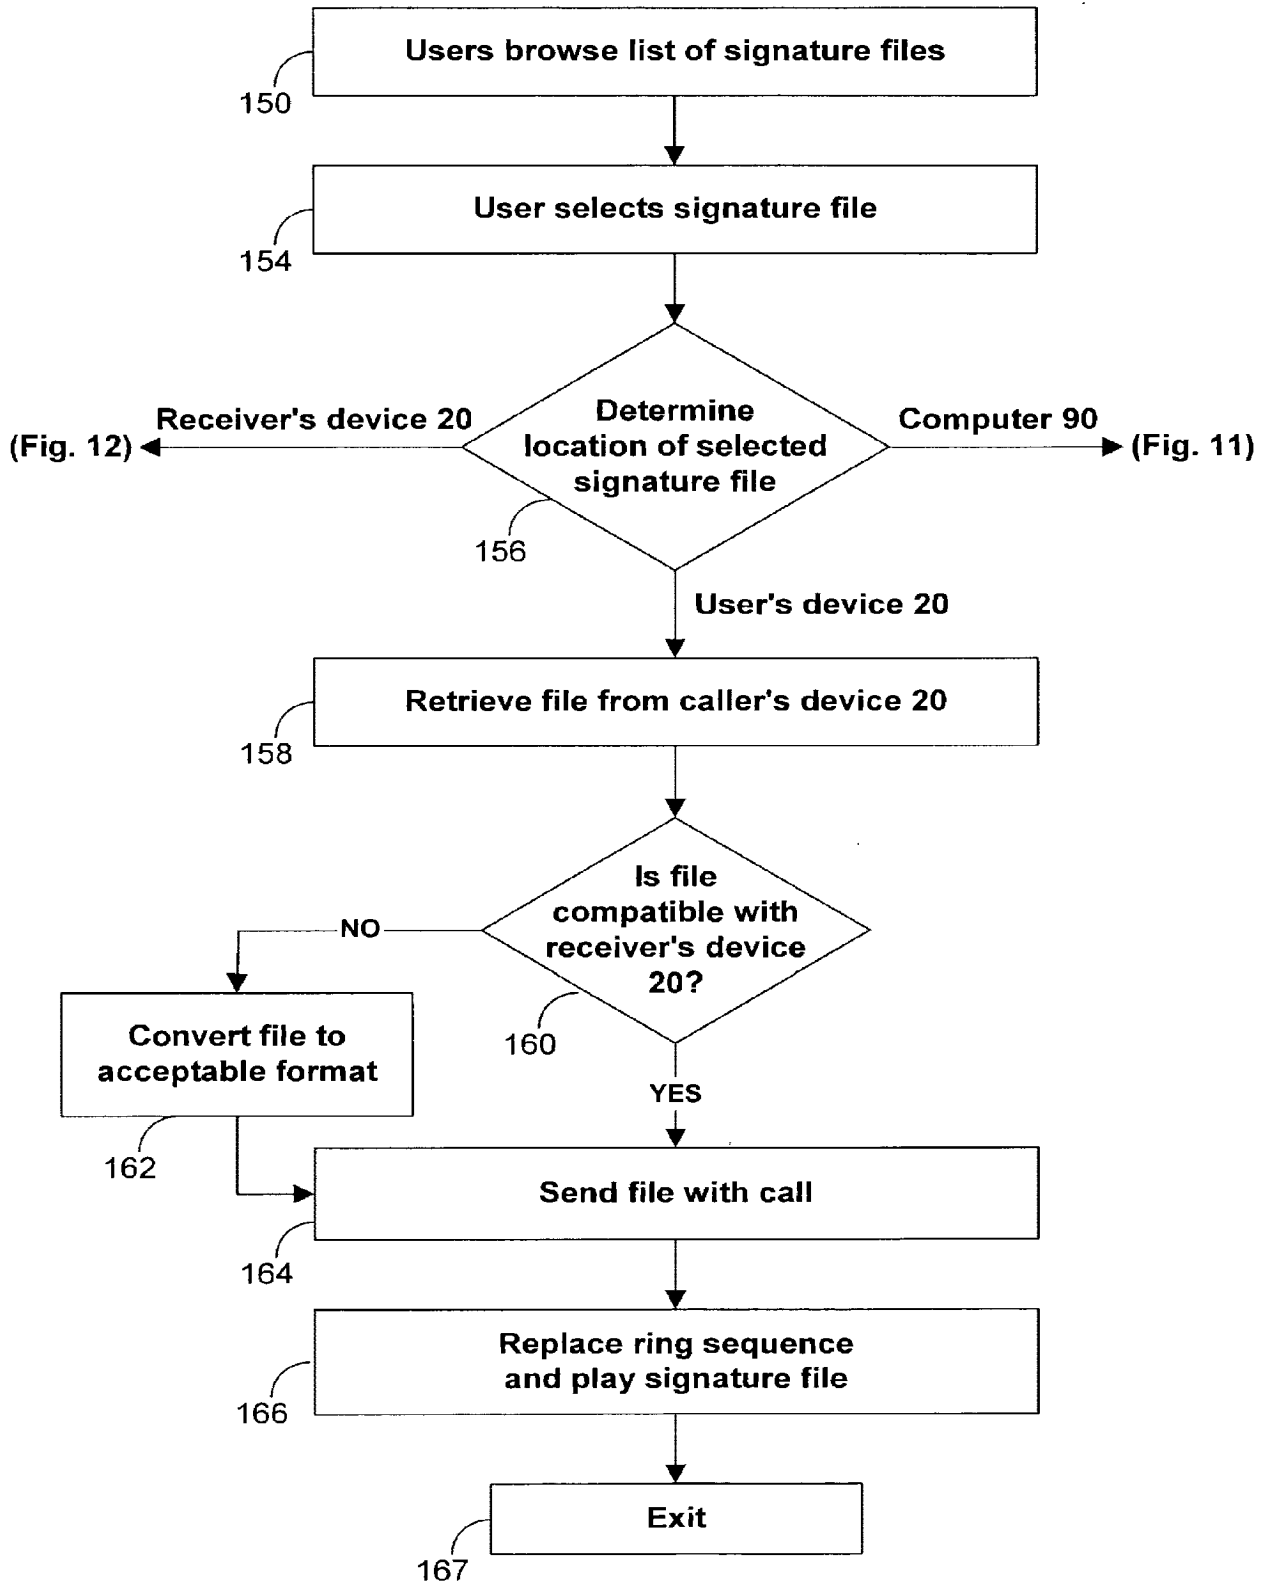 Users browse list of signature files
150
User selects signature file
154
Receiver's device 20
(Fig. 12)
Determine
location of selected
signature file
Computer 90
(Fig. 11)
156
User's device 20
Retrieve file from caller's device 20
158
Is file
compatible with
receiver's device
20?
NO
160
Convert file to
acceptable format
162
YES
Send file with call
164
Replace ring sequence
and play signature file
166
Exit
167